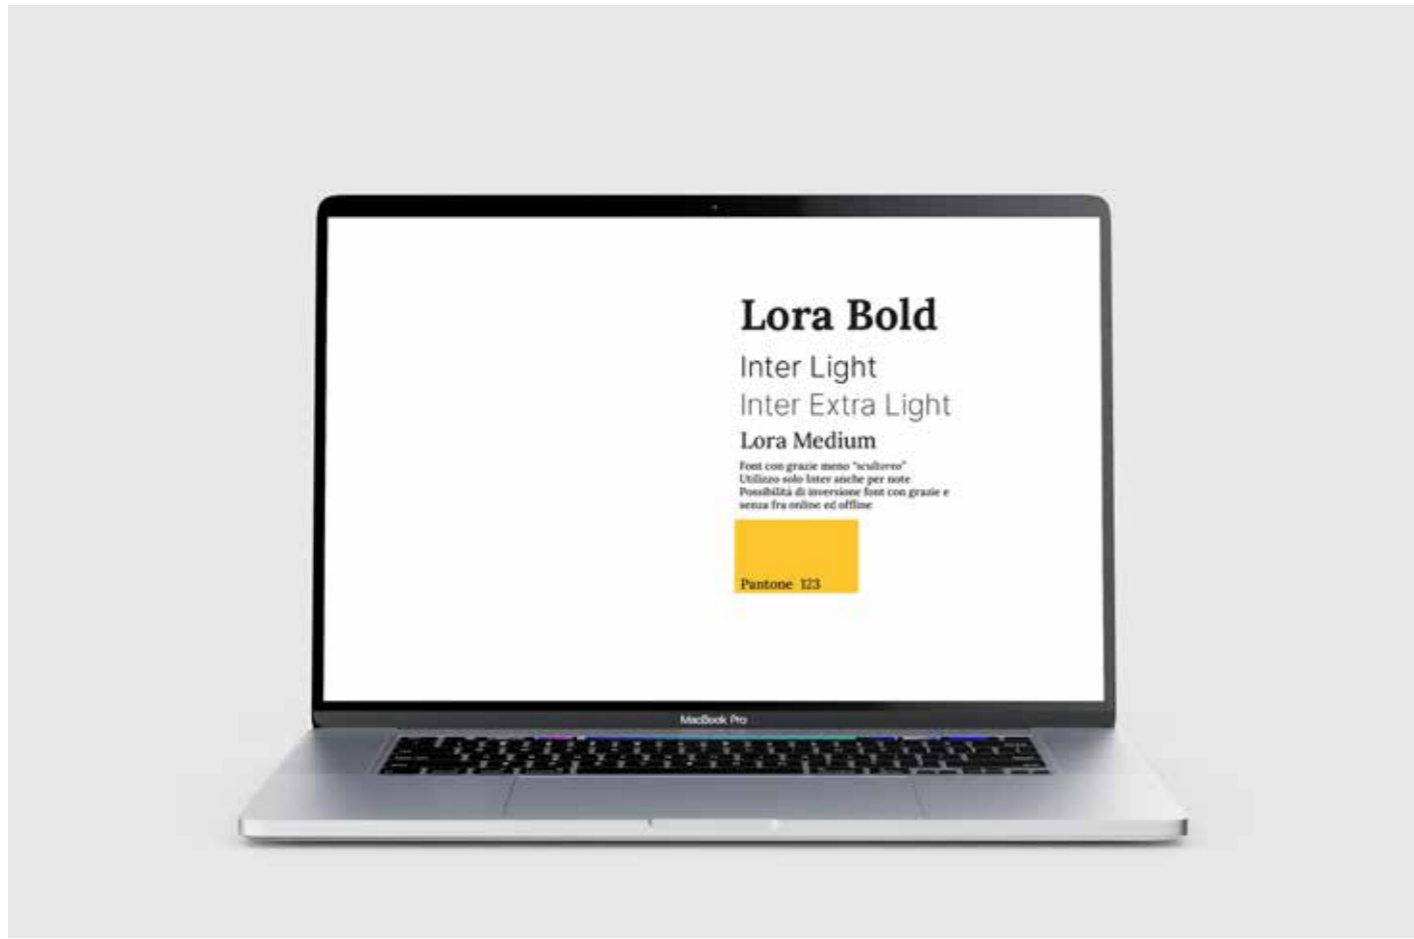 Lora Bold
Inter Light
Inter Extra Light
Lora Medium
Font con grazie meno “scultoreo”
Utilizzo solo Inter anche per note
Possibilità di inversione font con grazie e
senza fra online ed offline
Pantone 123
MacBook Pro